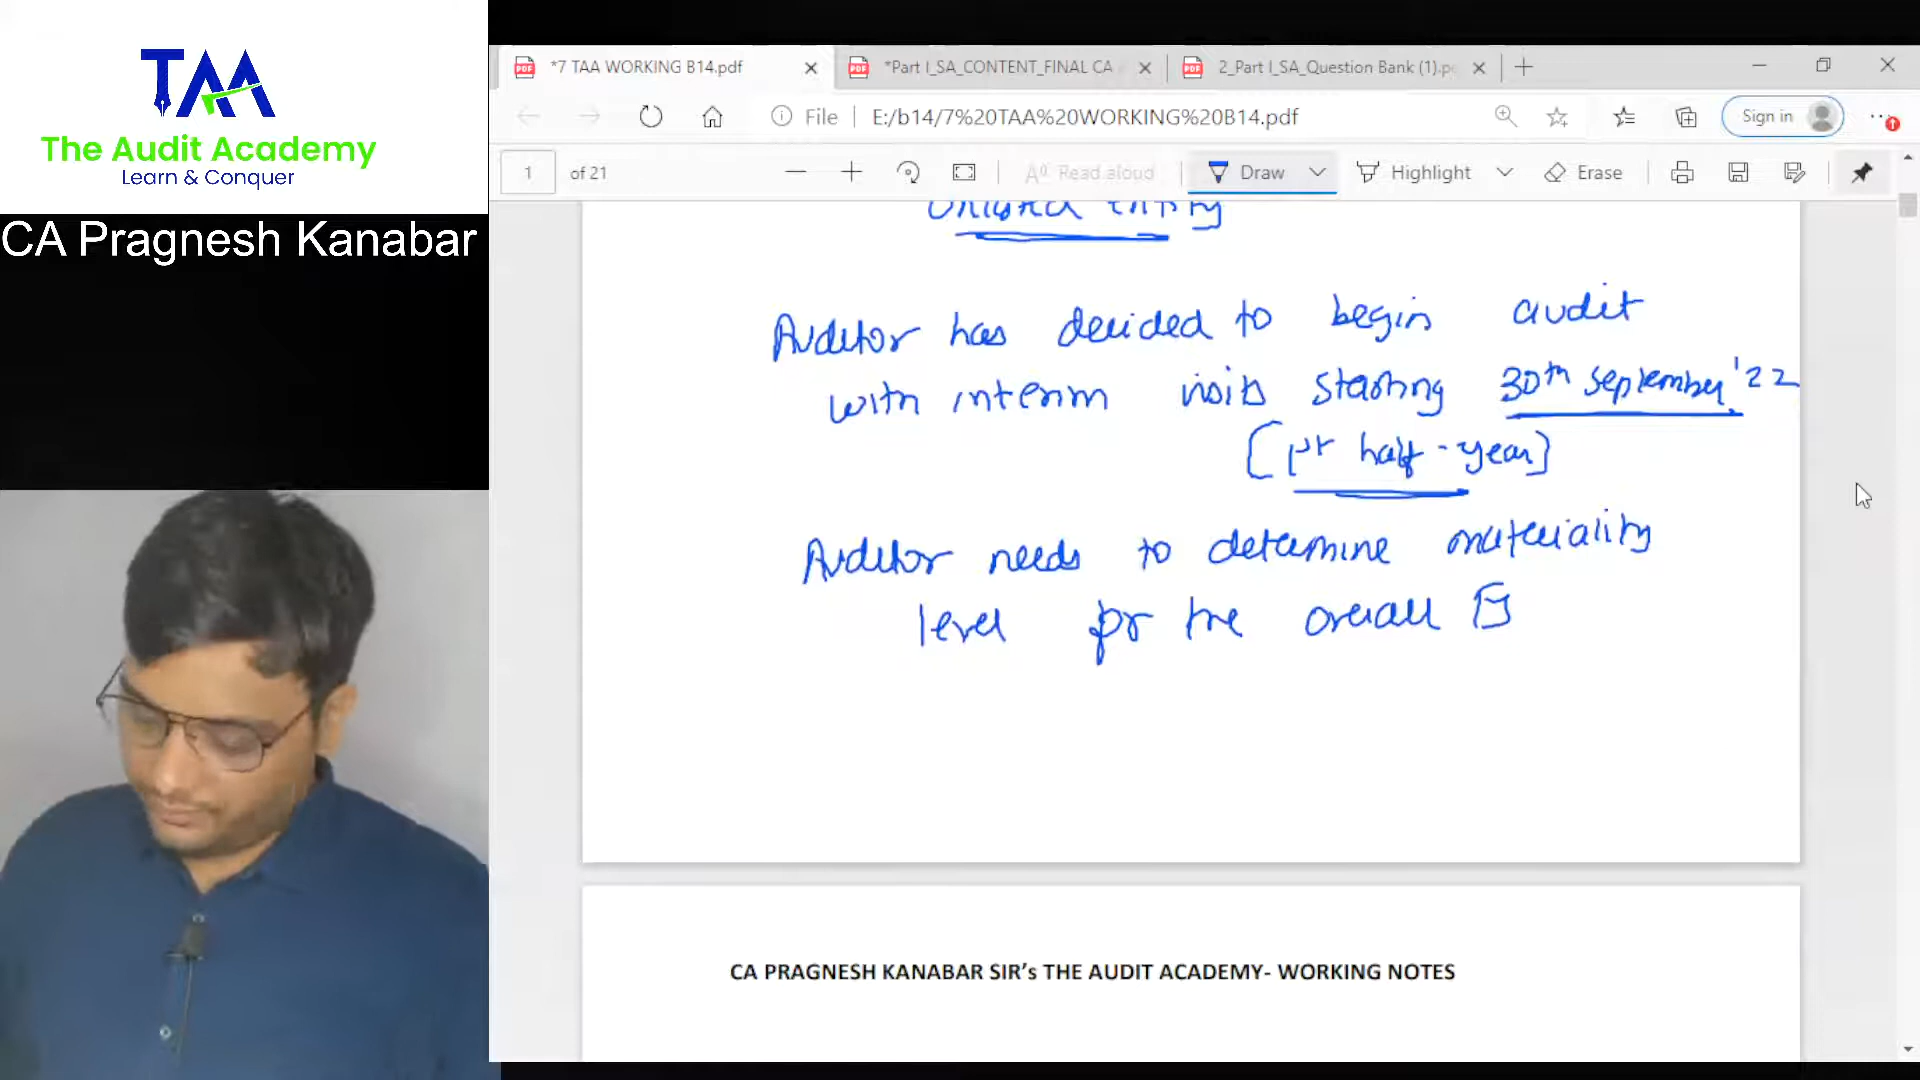 TAA
The Audit Academy
Learn & Conquer
CA Pragnesh Kanabar
*7 TAA WORKING B14.pdf
*Part I_SA_CONTENT_FINAL CA
2_Part I_SA_Question Bank (1).p
File
E:/b14/7%20TAA%20WORKING%20B14.pdf
Sign in
1 of 21
Read aloud
Draw
Highlight
Erase
entity
Auditor has decided to begin audit
with interim visits starting 30th September '22
[ half-year]
Auditor needs to determine materiality
level for the overall
CA PRAGNESH KANABAR SIR's THE AUDIT ACADEMY- WORKING NOTES